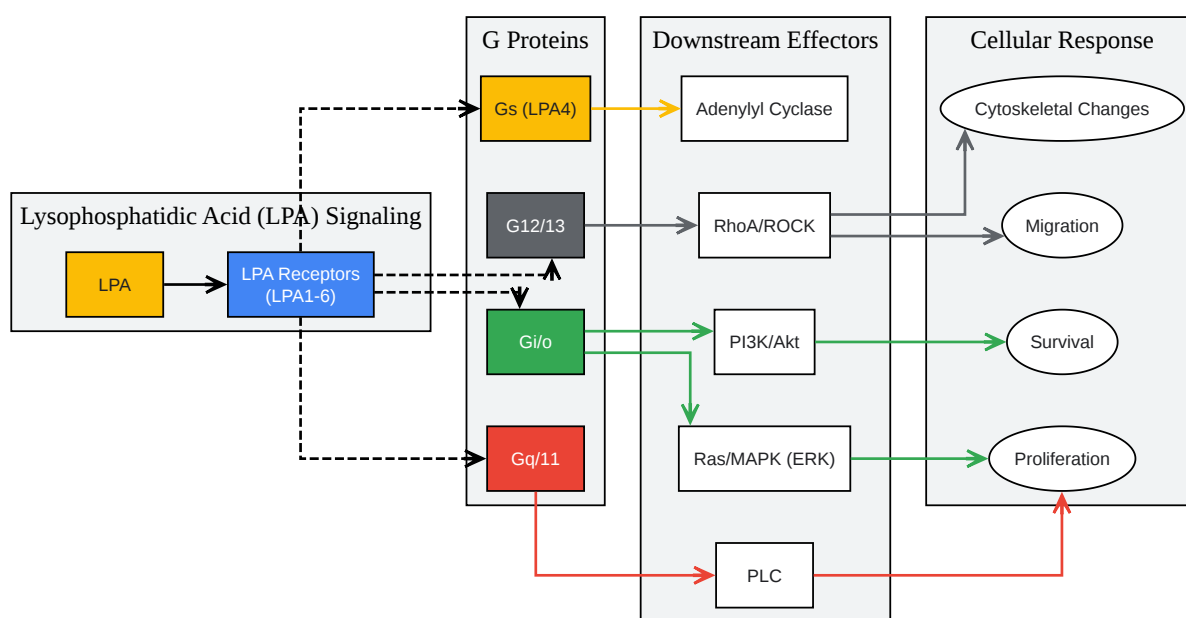 G Proteins
Downstream Effectors
Cellular Response
Gs (LPA4)
Adenylyl Cyclase
Cytoskeletal Changes
Lysophosphatidic Acid (LPA) Signaling
G12/13
RhoA/ROCK
Migration
LPA
LPA Receptors
(LPA1-6)
Gi/o
PI3K/Akt
Survival
Gq/11
Ras/MAPK (ERK)
Proliferation
PLC